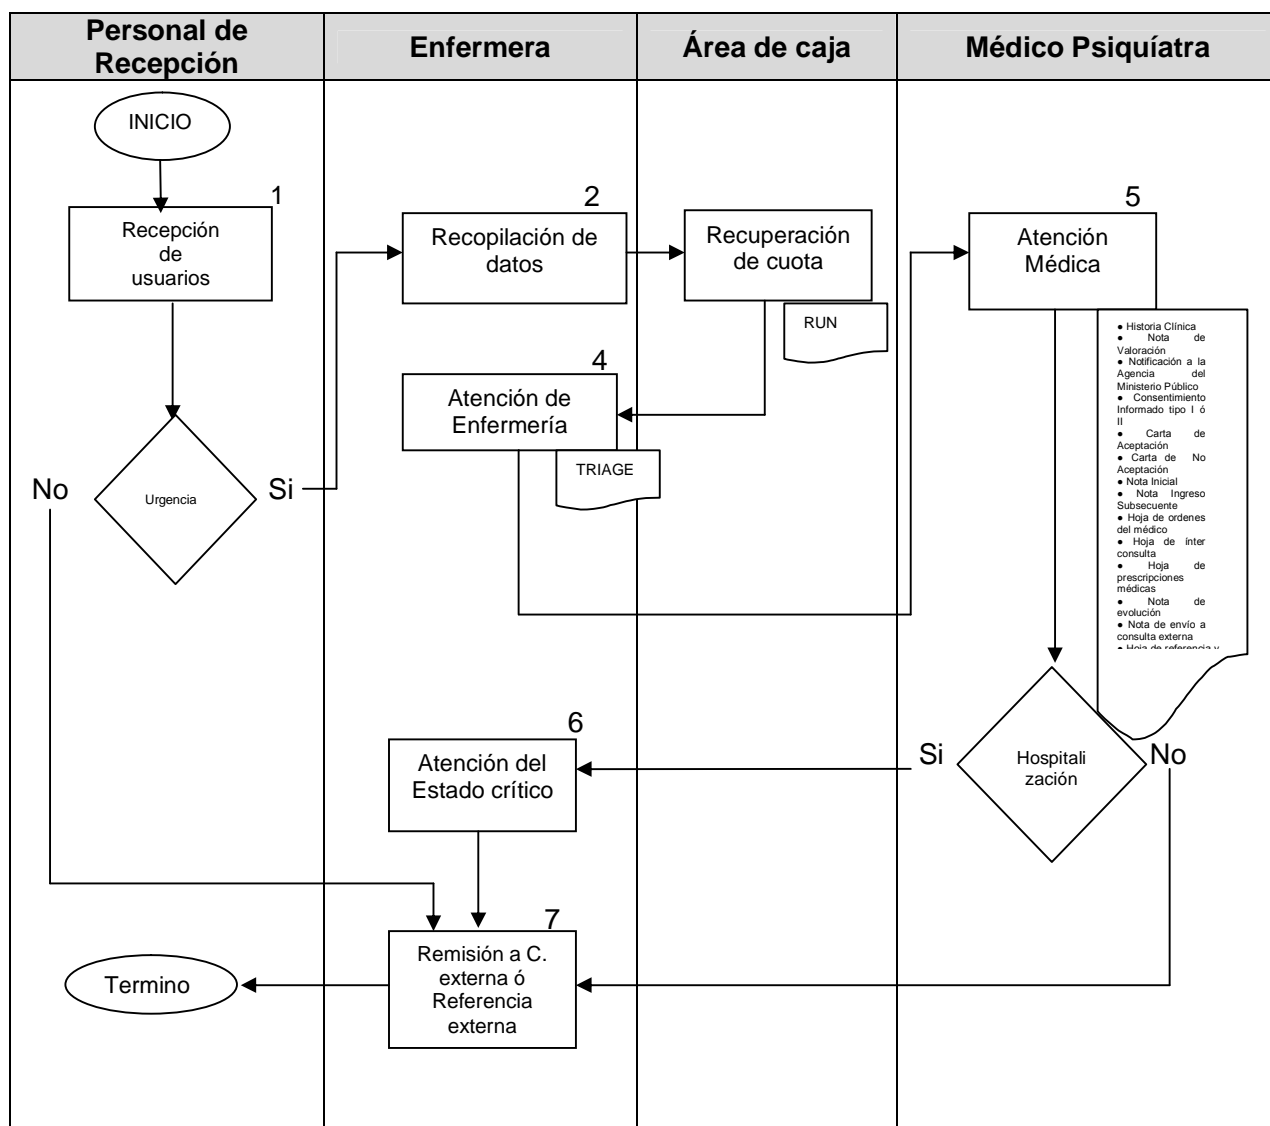 Personal de
Recepción
Enfermera
Área de caja
Médico Psiquíatra
INICIO
1
Recepción
de
usuarios
2
Recopilación de
datos
Recuperación
de cuota
RUN
5
Atención
Médica
● Historia Clínica
● Nota de
Valoración
● Notificación a la
Agencia del
Ministerio Público
● Consentimiento
Informado tipo I ó
II
● Carta de
Aceptación
● Carta de No
Aceptación
● Nota Inicial
● Nota Ingreso
Subsecuente
● Hoja de ordenes
del médico
● Hoja de ínter
consulta
● Hoja de
prescripciones
médicas
● Nota de
evolución
● Nota de envío a
consulta externa
● Hoja de referencia y
4
Atención de
Enfermería
TRIAGE
No
Urgencia
Si
6
Atención del
Estado crítico
Si
Hospitali
zación
No
7
Remisión a C.
externa ó
Referencia
externa
Termino